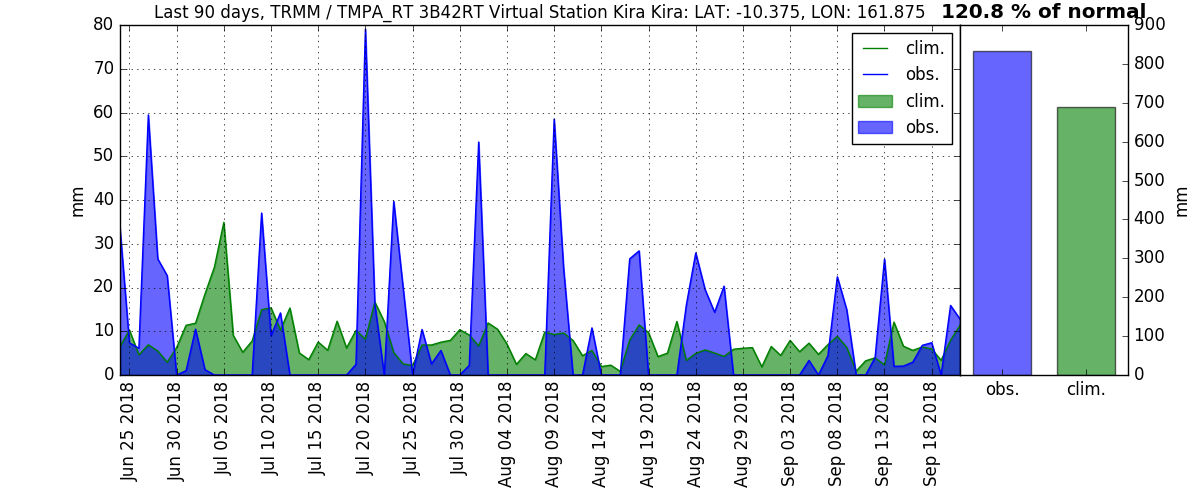 Last 90 days, TRMM / TMPA_RT 3B42RT Virtual Station Kira Kira: LAT: -10.375, LON: 161.875 120.8 % of normal
80
70
60
50
40
30
20
10
0
mm
clim.
obs.
clim.
obs.
900
800
700
600
500
400
300
200
100
0
mm
obs.
clim.
Jun 25 2018
Jun 30 2018
Jul 05 2018
Jul 10 2018
Jul 15 2018
Jul 20 2018
Jul 25 2018
Jul 30 2018
Aug 04 2018
Aug 09 2018
Aug 14 2018
Aug 19 2018
Aug 24 2018
Aug 29 2018
Sep 03 2018
Sep 08 2018
Sep 13 2018
Sep 18 2018